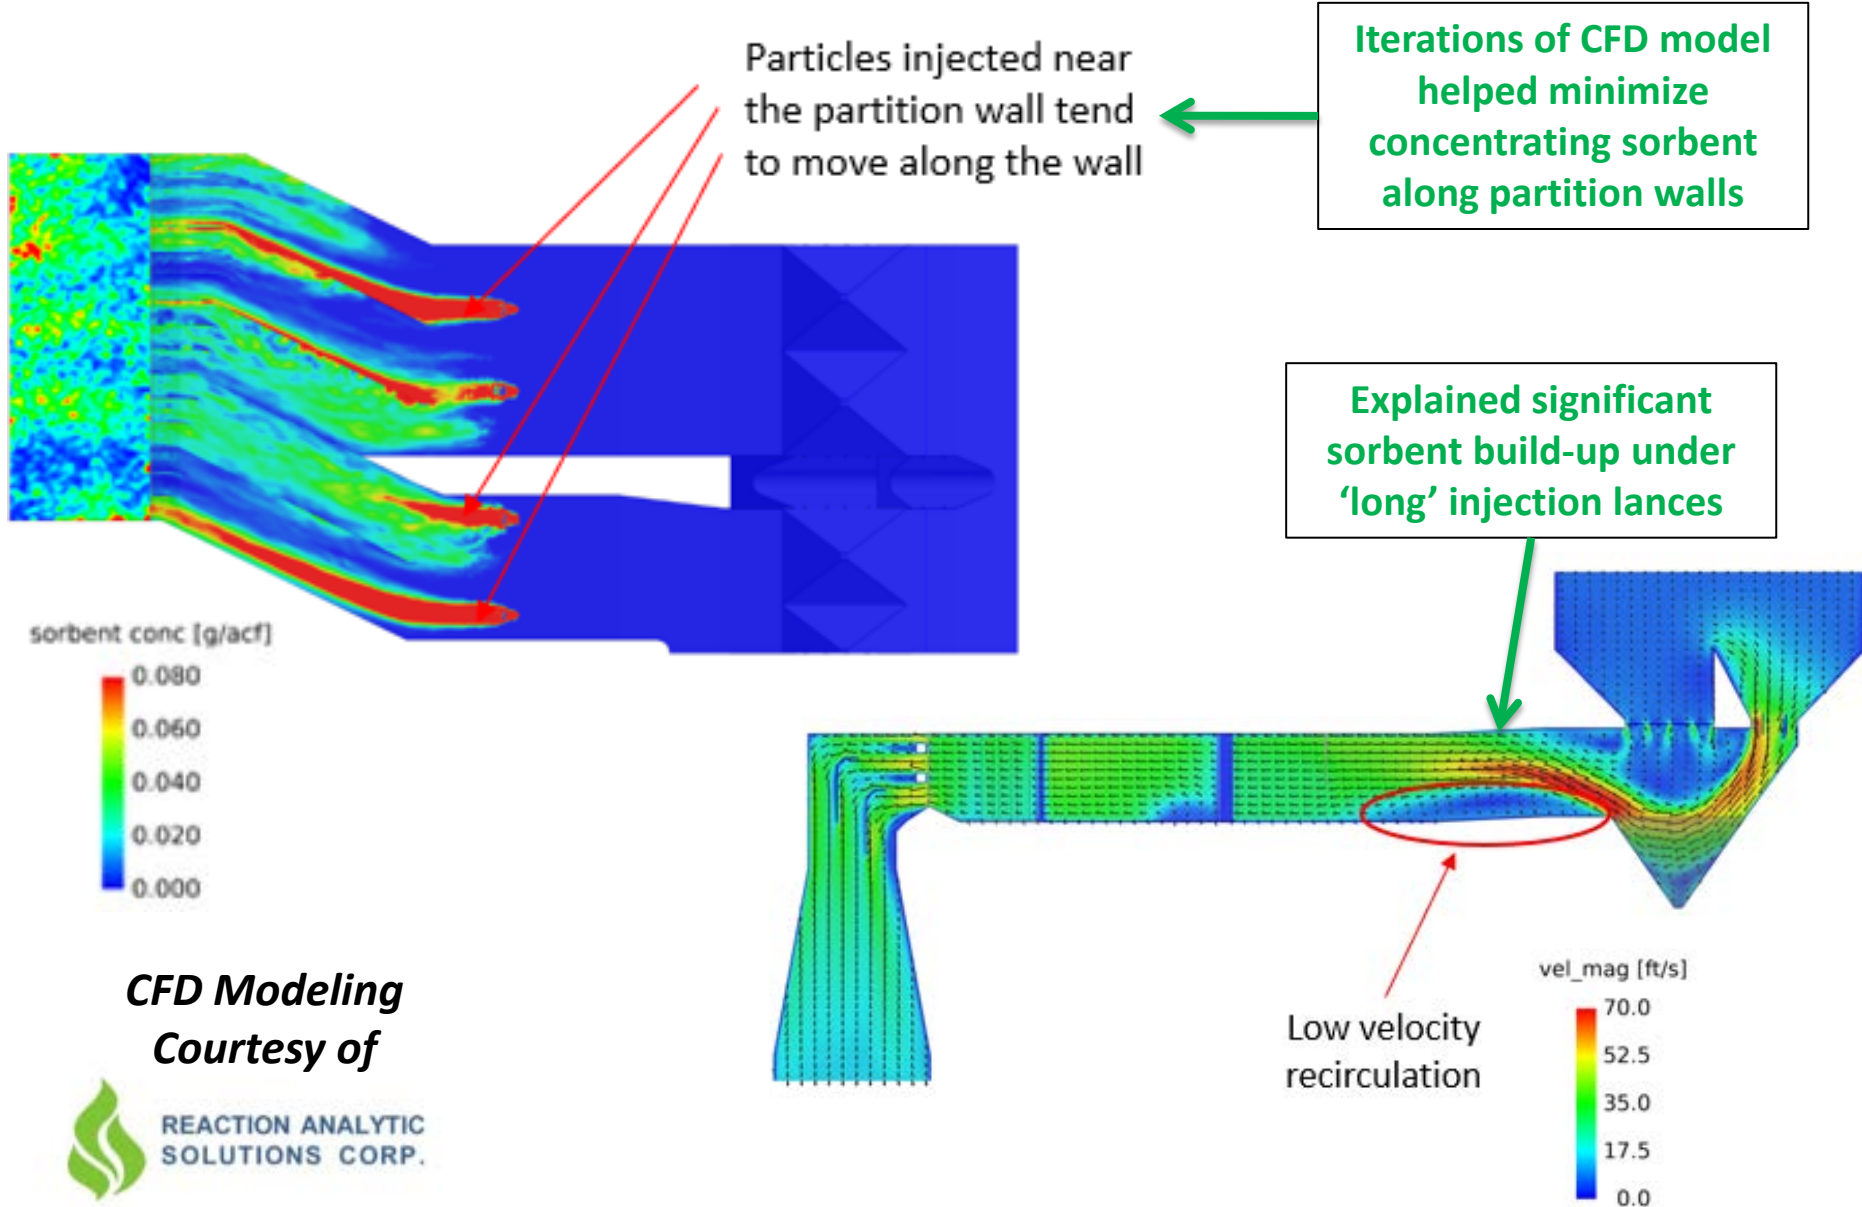 Particles injected near
the partition wall tend
to move along the wall
Iterations of CFD model
helped minimize
concentrating sorbent
along partition walls
Explained significant
sorbent build-up under
‘long’ injection lances
sorbent conc [g/acf]
0.080
0.060
0.040
0.020
0.000
CFD Modeling
Courtesy of
REACTION ANALYTIC
SOLUTIONS CORP.
Low velocity
recirculation
vel_mag [ft/s]
70.0
52.5
35.0
17.5
0.0